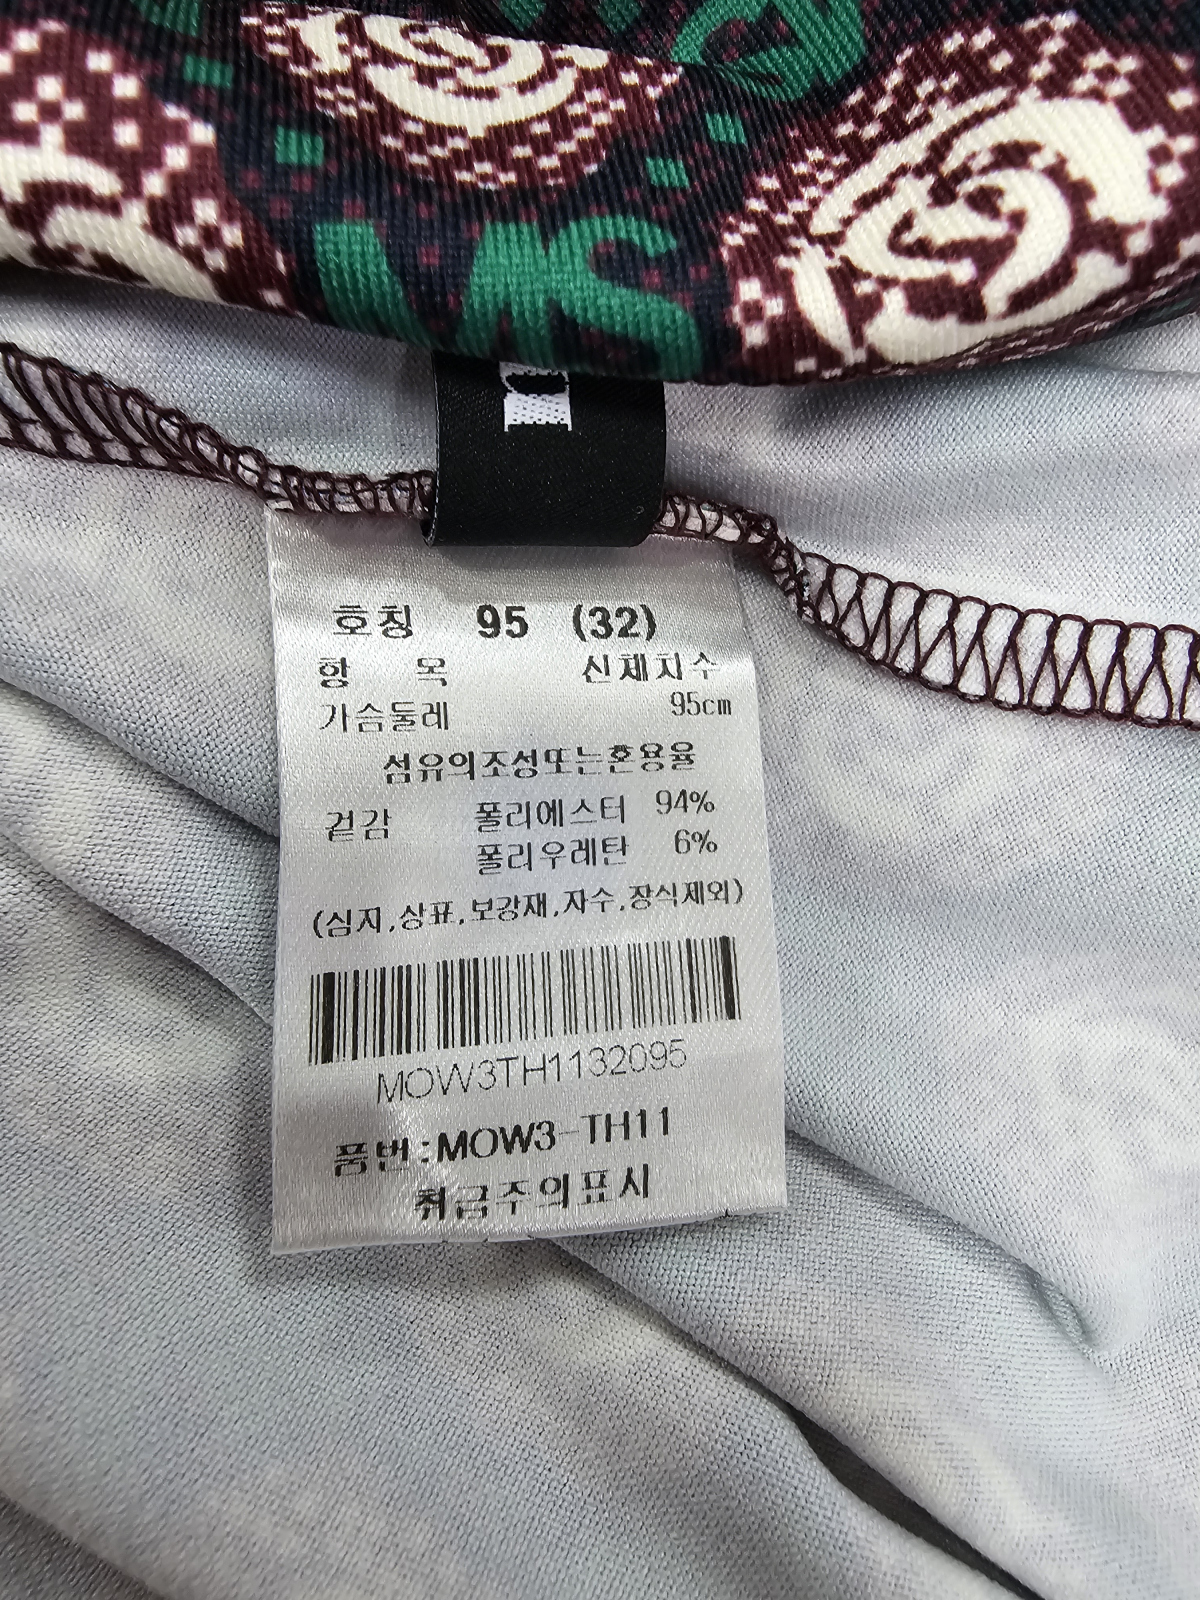 MS
호칭 95 (32)
항 목 신체치수
가슴둘레 95cm
섬유의조성또는혼용율
겉감 폴리에스터 94%
폴리우레탄 6%
(심지,상표,보강재,자수,장식제외)
MOW3TH1132095
품번:MOW3-TH11
취급주의표시